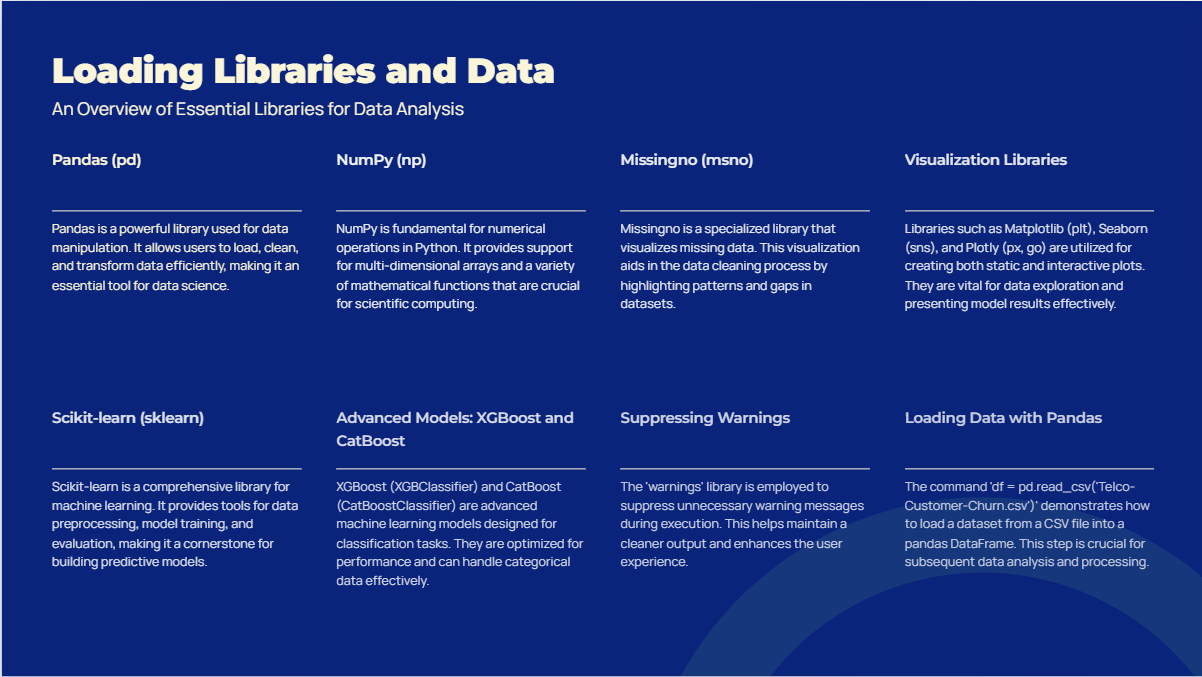 Loading Libraries and Data
An Overview of Essential Libraries for Data Analysis
Pandas (pd)
Pandas is a powerful library used for data
manipulation. It allows users to load, clean,
and transform data efficiently, making it an
essential tool for data science.
NumPy (np)
NumPy is fundamental for numerical
operations in Python. It provides support
for multi-dimensional arrays and a variety
of mathematical functions that are crucial
for scientific computing.
Missingno (msno)
Missingno is a specialized library that
visualizes missing data. This visualization
aids in the data cleaning process by
highlighting patterns and gaps in
datasets.
Visualization Libraries
Libraries such as Matplotlib (plt), Seaborn
(sns), and Plotly (px, go) are utilized for
creating both static and interactive plots.
They are vital for data exploration and
presenting model results effectively.
Scikit-learn (sklearn)
Scikit-learn is a comprehensive library for
machine learning. It provides tools for data
preprocessing, model training, and
evaluation, making it a cornerstone for
building predictive models.
Advanced Models: XGBoost and
CatBoost
XGBoost (XGBClassifier) and CatBoost
(CatBoostClassifier) are advanced
machine learning models designed for
classification tasks. They are optimized for
performance and can handle categorical
data effectively.
Suppressing Warnings
The 'warnings' library is employed to
suppress unnecessary warning messages
during execution. This helps maintain a
cleaner output and enhances the user
experience.
Loading Data with Pandas
The command 'df = pd.read_csv('Telco-
Customer-Churn.csv')' demonstrates how
to load a dataset from a CSV file into a
pandas DataFrame. This step is crucial for
subsequent data analysis and processing.